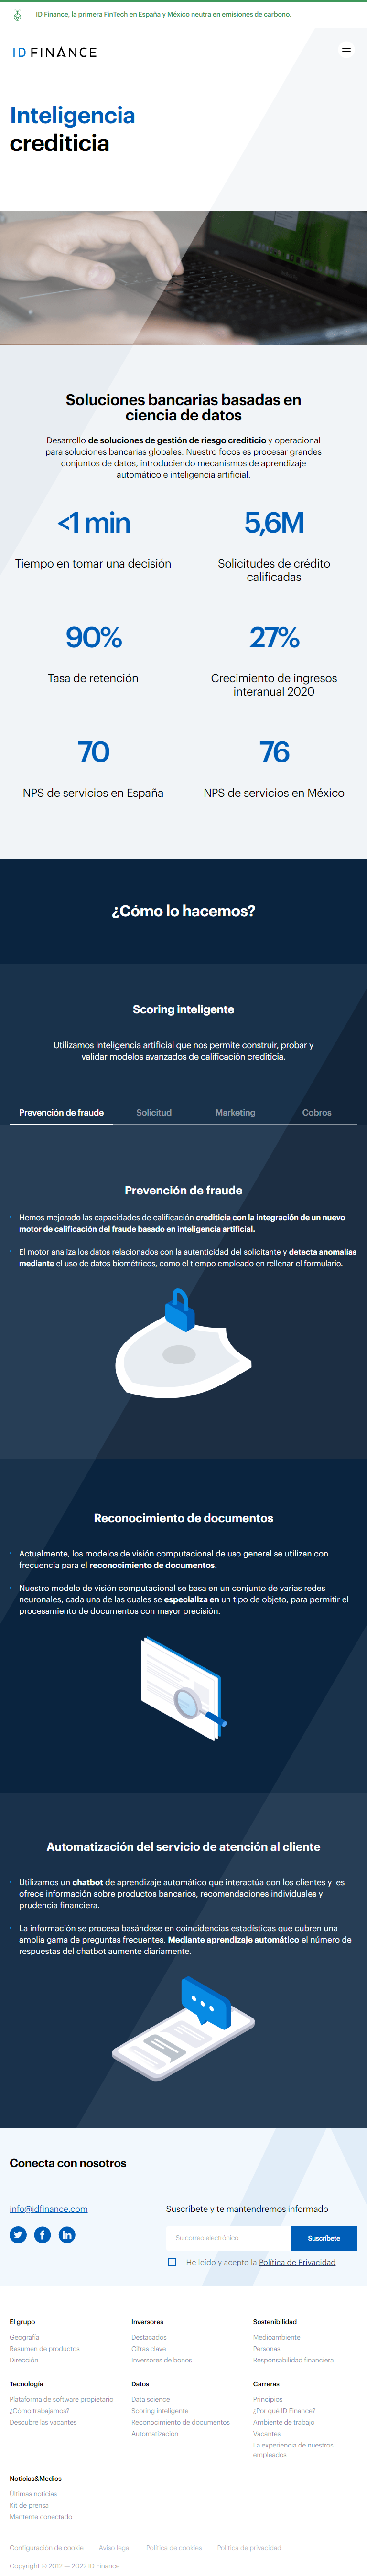 ID Finance, la primera FinTech en España y México neutra en emisiones de carbono.
ID FINANCE
Inteligencia
crediticia
Soluciones bancarias basadas en
ciencia de datos
Desarrollo de soluciones de gestión de riesgo crediticio y operacional
para soluciones bancarias globales. Nuestro focos es procesar grandes
conjuntos de datos, introduciendo mecanismos de aprendizaje
automático e inteligencia artificial.
<1 min
Tiempo en tomar una decisión
5,6M
Solicitudes de crédito
calificadas
90%
Tasa de retención
27%
Crecimiento de ingresos
interanual 2020
70
NPS de servicios en España
76
NPS de servicios en México
¿Cómo lo hacemos?
Scoring inteligente
Utilizamos inteligencia artificial que nos permite construir, probar y
validar modelos avanzados de calificación crediticia.
Prevención de fraude Solicitud Marketing Cobros
Prevención de fraude
Hemos mejorado las capacidades de calificación crediticia con la integración de un nuevo
motor de calificación del fraude basado en inteligencia artificial.
El motor analiza los datos relacionados con la autenticidad del solicitante y detecta anomalías
mediante el uso de datos biométricos, como el tiempo empleado en rellenar el formulario.
Reconocimiento de documentos
Actualmente, los modelos de visión computacional de uso general se utilizan con
frecuencia para el reconocimiento de documentos.
Nuestro modelo de visión computacional se basa en un conjunto de varias redes
neuronales, cada una de las cuales se especializa en un tipo de objeto, para permitir el
procesamiento de documentos con mayor precisión.
Automatización del servicio de atención al cliente
Utilizamos un chatbot de aprendizaje automático que interactúa con los clientes y les
ofrece información sobre productos bancarios, recomendaciones individuales y
prudencia financiera.
La información se procesa basándose en coincidencias estadísticas que cubren una
amplia gama de preguntas frecuentes. Mediante aprendizaje automático el número de
respuestas del chatbot aumente diariamente.
Conecta con nosotros
info@idfinance.com
Suscríbete y te mantendremos informado
Su correo electrónico
Suscríbete
He leído y acepto la Política de Privacidad
El grupo
Geografía
Resumen de productos
Dirección
Inversores
Destacados
Cifras clave
Inversores de bonos
Sostenibilidad
Medioambiente
Personas
Responsabilidad financiera
Tecnología
Plataforma de software propietario
¿Cómo trabajamos?
Descubre las vacantes
Datos
Data science
Scoring inteligente
Reconocimiento de documentos
Automatización
Carreras
Principios
¿Por qué ID Finance?
Ambiente de trabajo
Vacantes
La experiencia de nuestros
empleados
Noticias&Medios
Últimas noticias
Kit de prensa
Mantente conectado
Configuración de cookie Aviso legal Política de cookies Política de privacidad
Copyright © 2012 — 2022 ID Finance